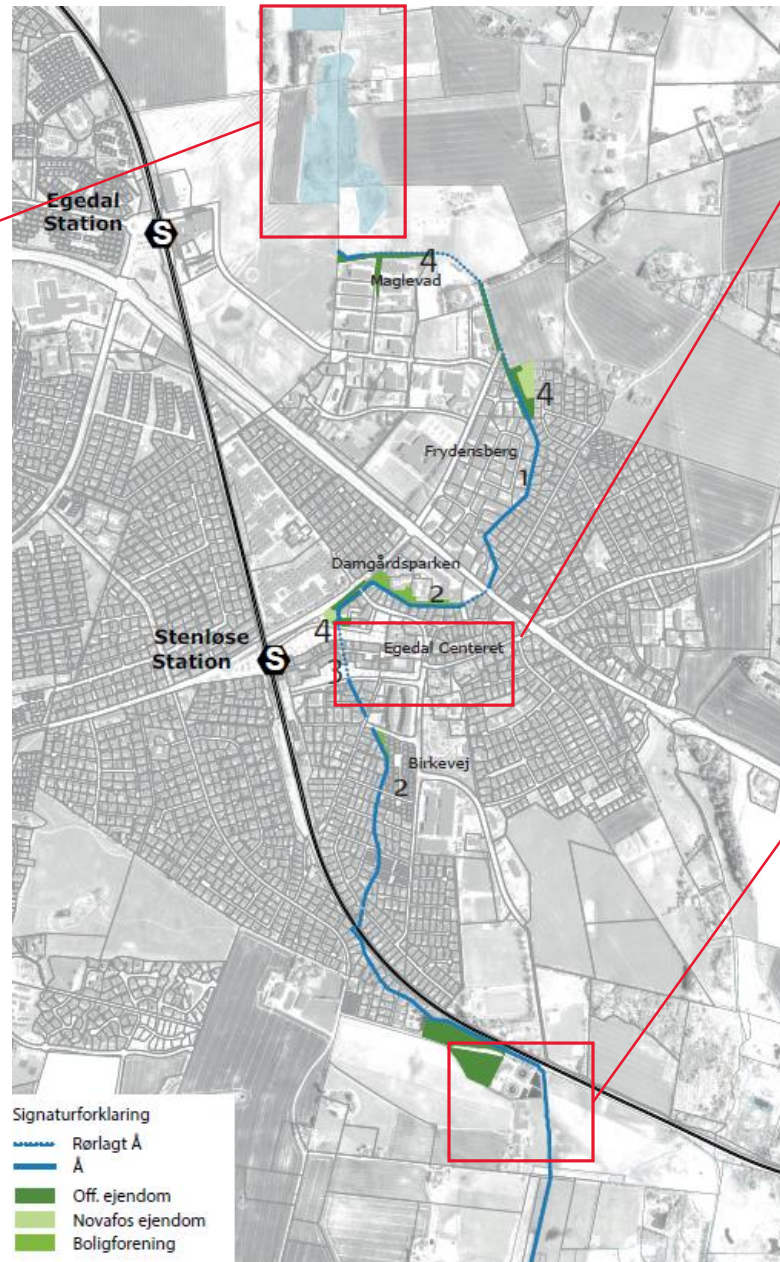 Egedal
Station
S
4
Maglevad
4
Frydensberg
1
Damgårdsparken
2
4
Egedal Centeret
Stenløse
Station
S
3
Birkevej
2
Signaturforklaring
Rørlagt Å
Å
Off. ejendom
Novafos ejendom
Boligforening